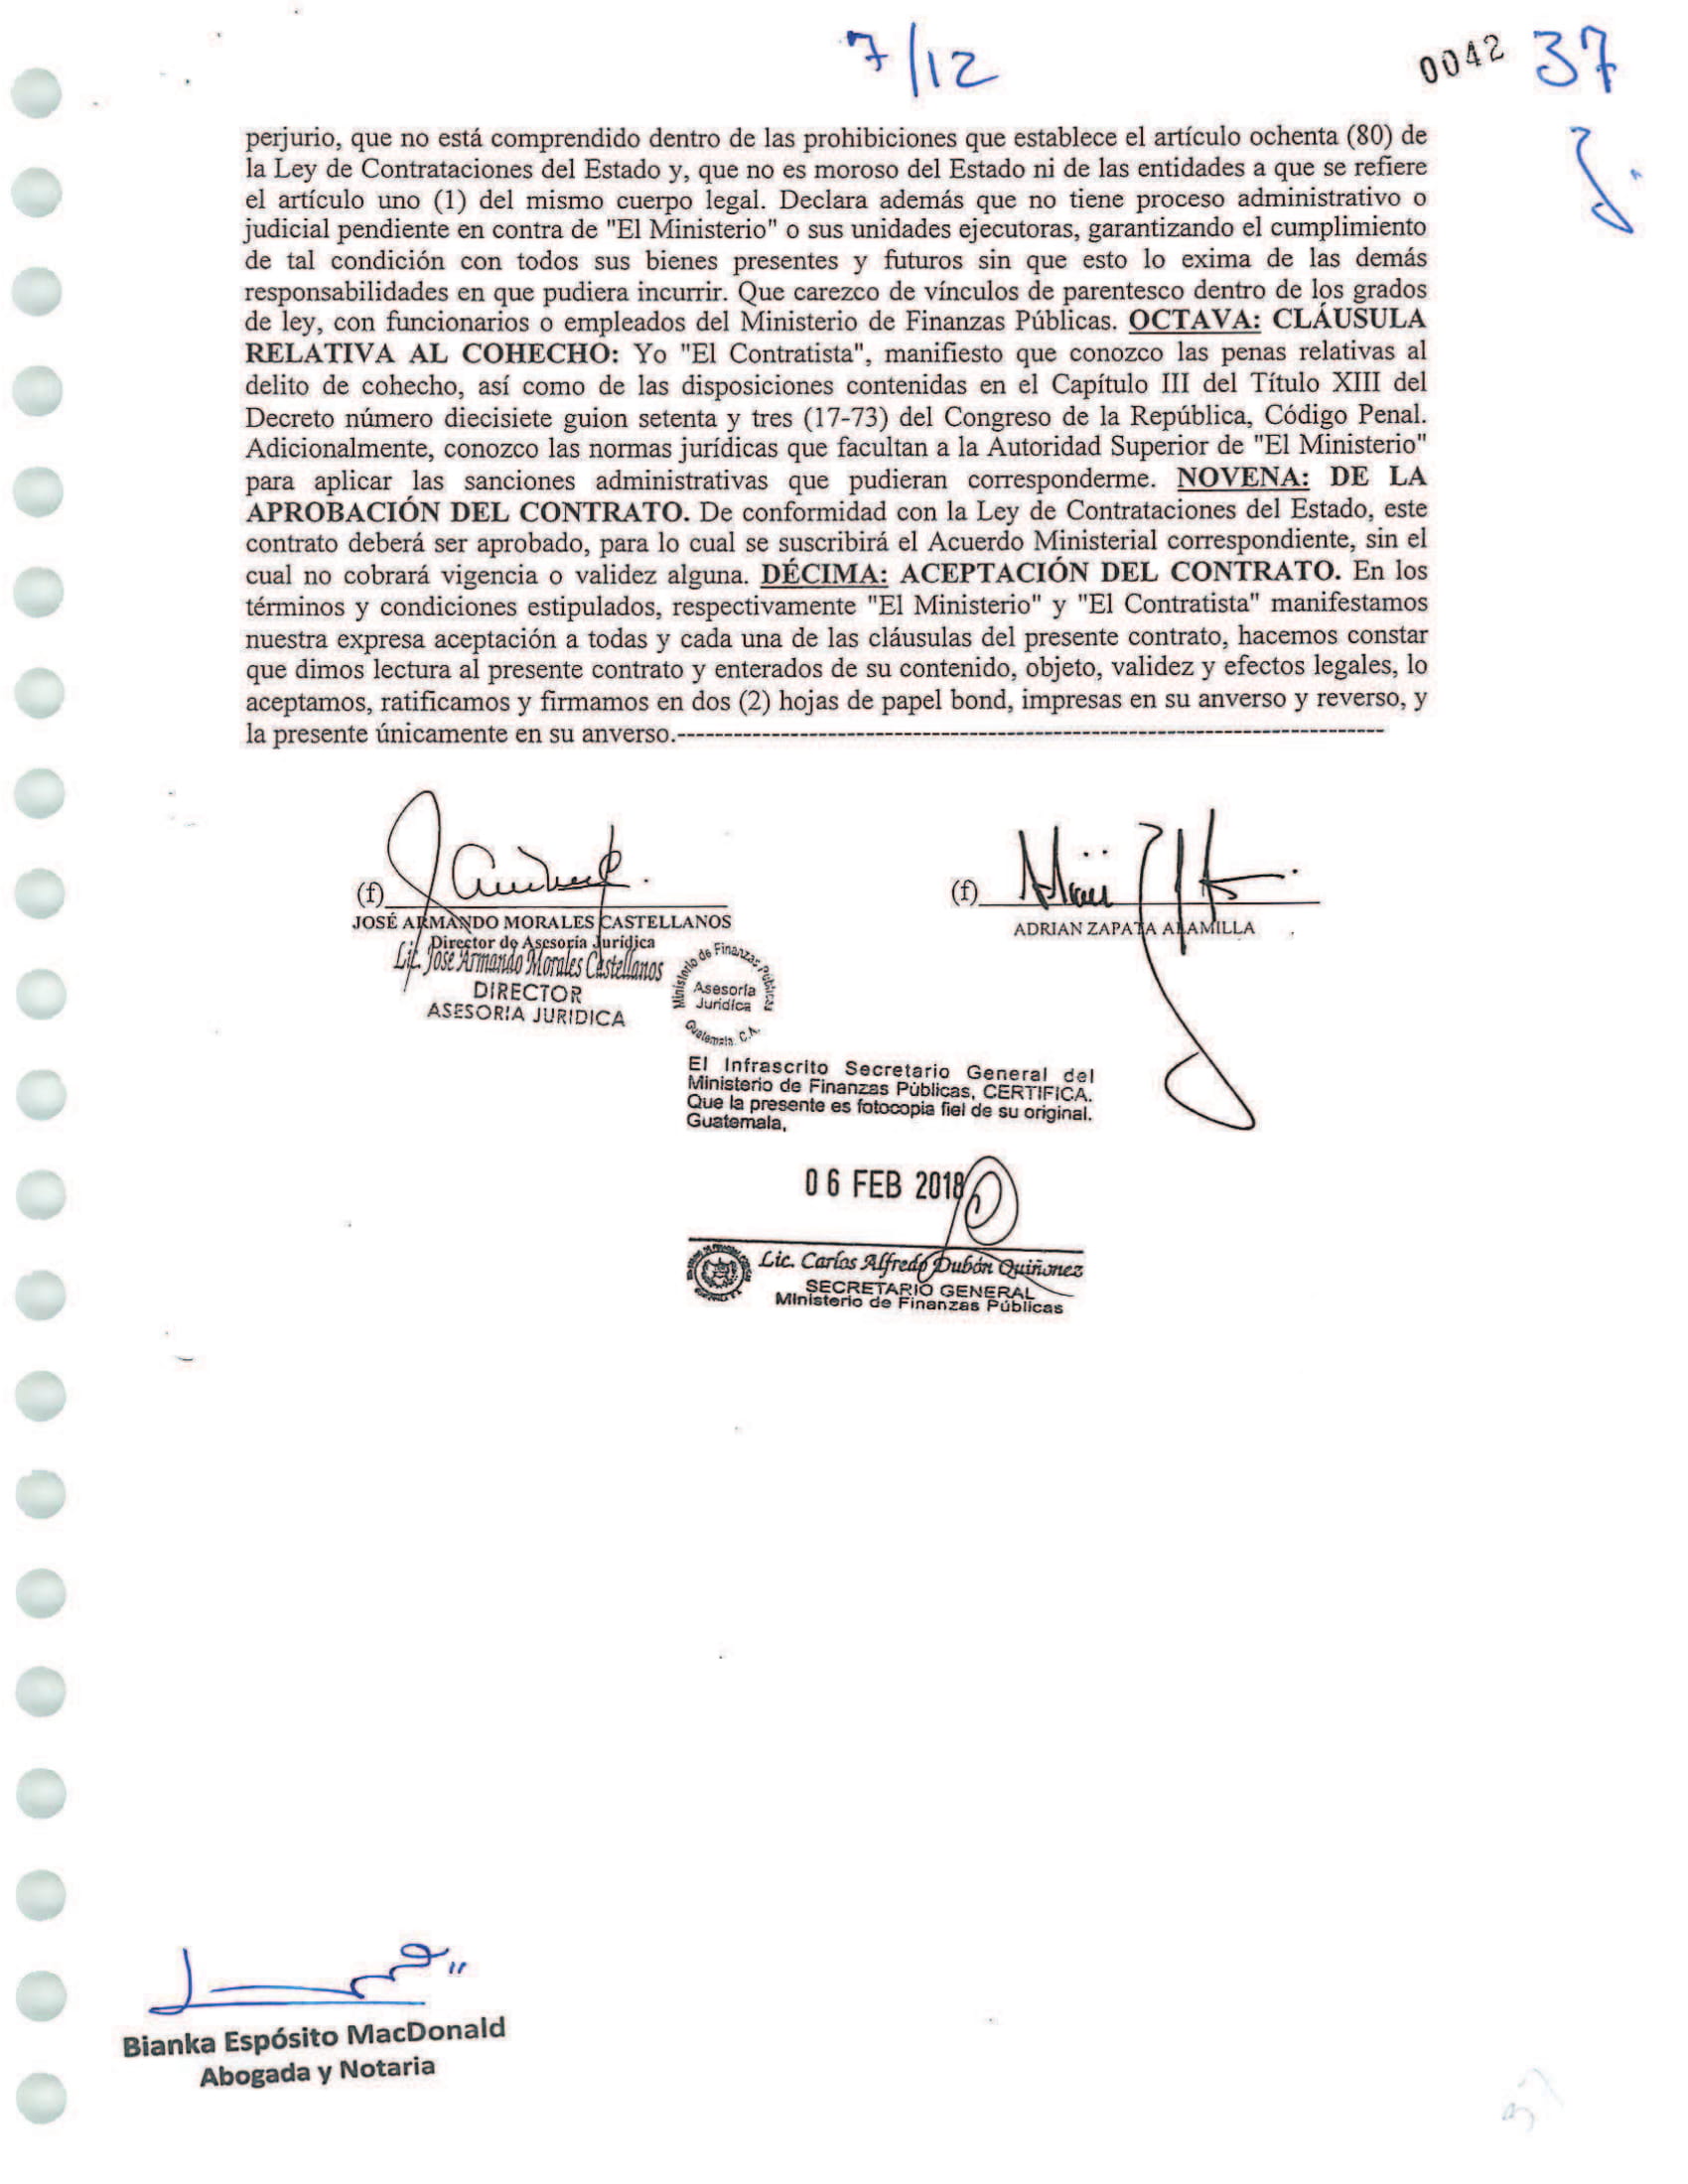 7/12
0042 37
perjurio, que no está comprendido dentro de las prohibiciones que establece el artículo ochenta (80) de
la Ley de Contrataciones del Estado y, que no es moroso del Estado ni de las entidades a que se refiere
el artículo uno (1) del mismo cuerpo legal. Declara además que no tiene proceso administrativo o
judicial pendiente en contra de "El Ministerio" o sus unidades ejecutoras, garantizando el cumplimiento
de tal condición con todos sus bienes presentes y futuros sin que esto lo exima de las demás
responsabilidades en que pudiera incurrir. Que carezco de vínculos de parentesco dentro de los grados
de ley, con funcionarios o empleados del Ministerio de Finanzas Públicas. OCTAVA: CLÁUSULA
RELATIVA AL COHECHO: Yo "El Contratista", manifiesto que conozco las penas relativas al
delito de cohecho, así como de las disposiciones contenidas en el Capítulo III del Título XIII del
Decreto número diecisiete guion setenta y tres (17-73) del Congreso de la República, Código Penal.
Adicionalmente, conozco las normas jurídicas que facultan a la Autoridad Superior de "El Ministerio"
para aplicar las sanciones administrativas que pudieran corresponderme. NOVENA: DE LA
APROBACIÓN DEL CONTRATO. De conformidad con la Ley de Contrataciones del Estado, este
contrato deberá ser aprobado, para lo cual se suscribirá el Acuerdo Ministerial correspondiente, sin el
cual no cobrará vigencia o validez alguna. DÉCIMA: ACEPTACIÓN DEL CONTRATO. En los
términos y condiciones estipulados, respectivamente "El Ministerio" y "El Contratista" manifestamos
nuestra expresa aceptación a todas y cada una de las cláusulas del presente contrato, hacemos constar
que dimos lectura al presente contrato y enterados de su contenido, objeto, validez y efectos legales, lo
aceptamos, ratificamos y firmamos en dos (2) hojas de papel bond, impresas en su anverso y reverso, y
la presente únicamente en su anverso.------------------------------------------------------------
(f) (f)
JOSÉ ARMANDO MORALES CASTELLANOS
ADRIAN ZAPATA ALAMILLA
Director de Asesoría Jurídica
Lic. José Armando Morales Castellanos
DIRECTOR
ASESORIA JURIDICA
Ministerio de Finanzas Públicas
Asesoría
Jurídica
Guatemala, C.A.
El Infrascrito Secretario General del
Ministerio de Finanzas Públicas, CERTIFICA.
Que la presente es fotocopia fiel de su original.
Guatemala,
06 FEB 2018
Lic. Carlos Alfredo Dubón Quiñonez
SECRETARIO GENERAL
Ministerio de Finanzas Públicas
Bianka Espósito MacDonald
Abogada y Notaria